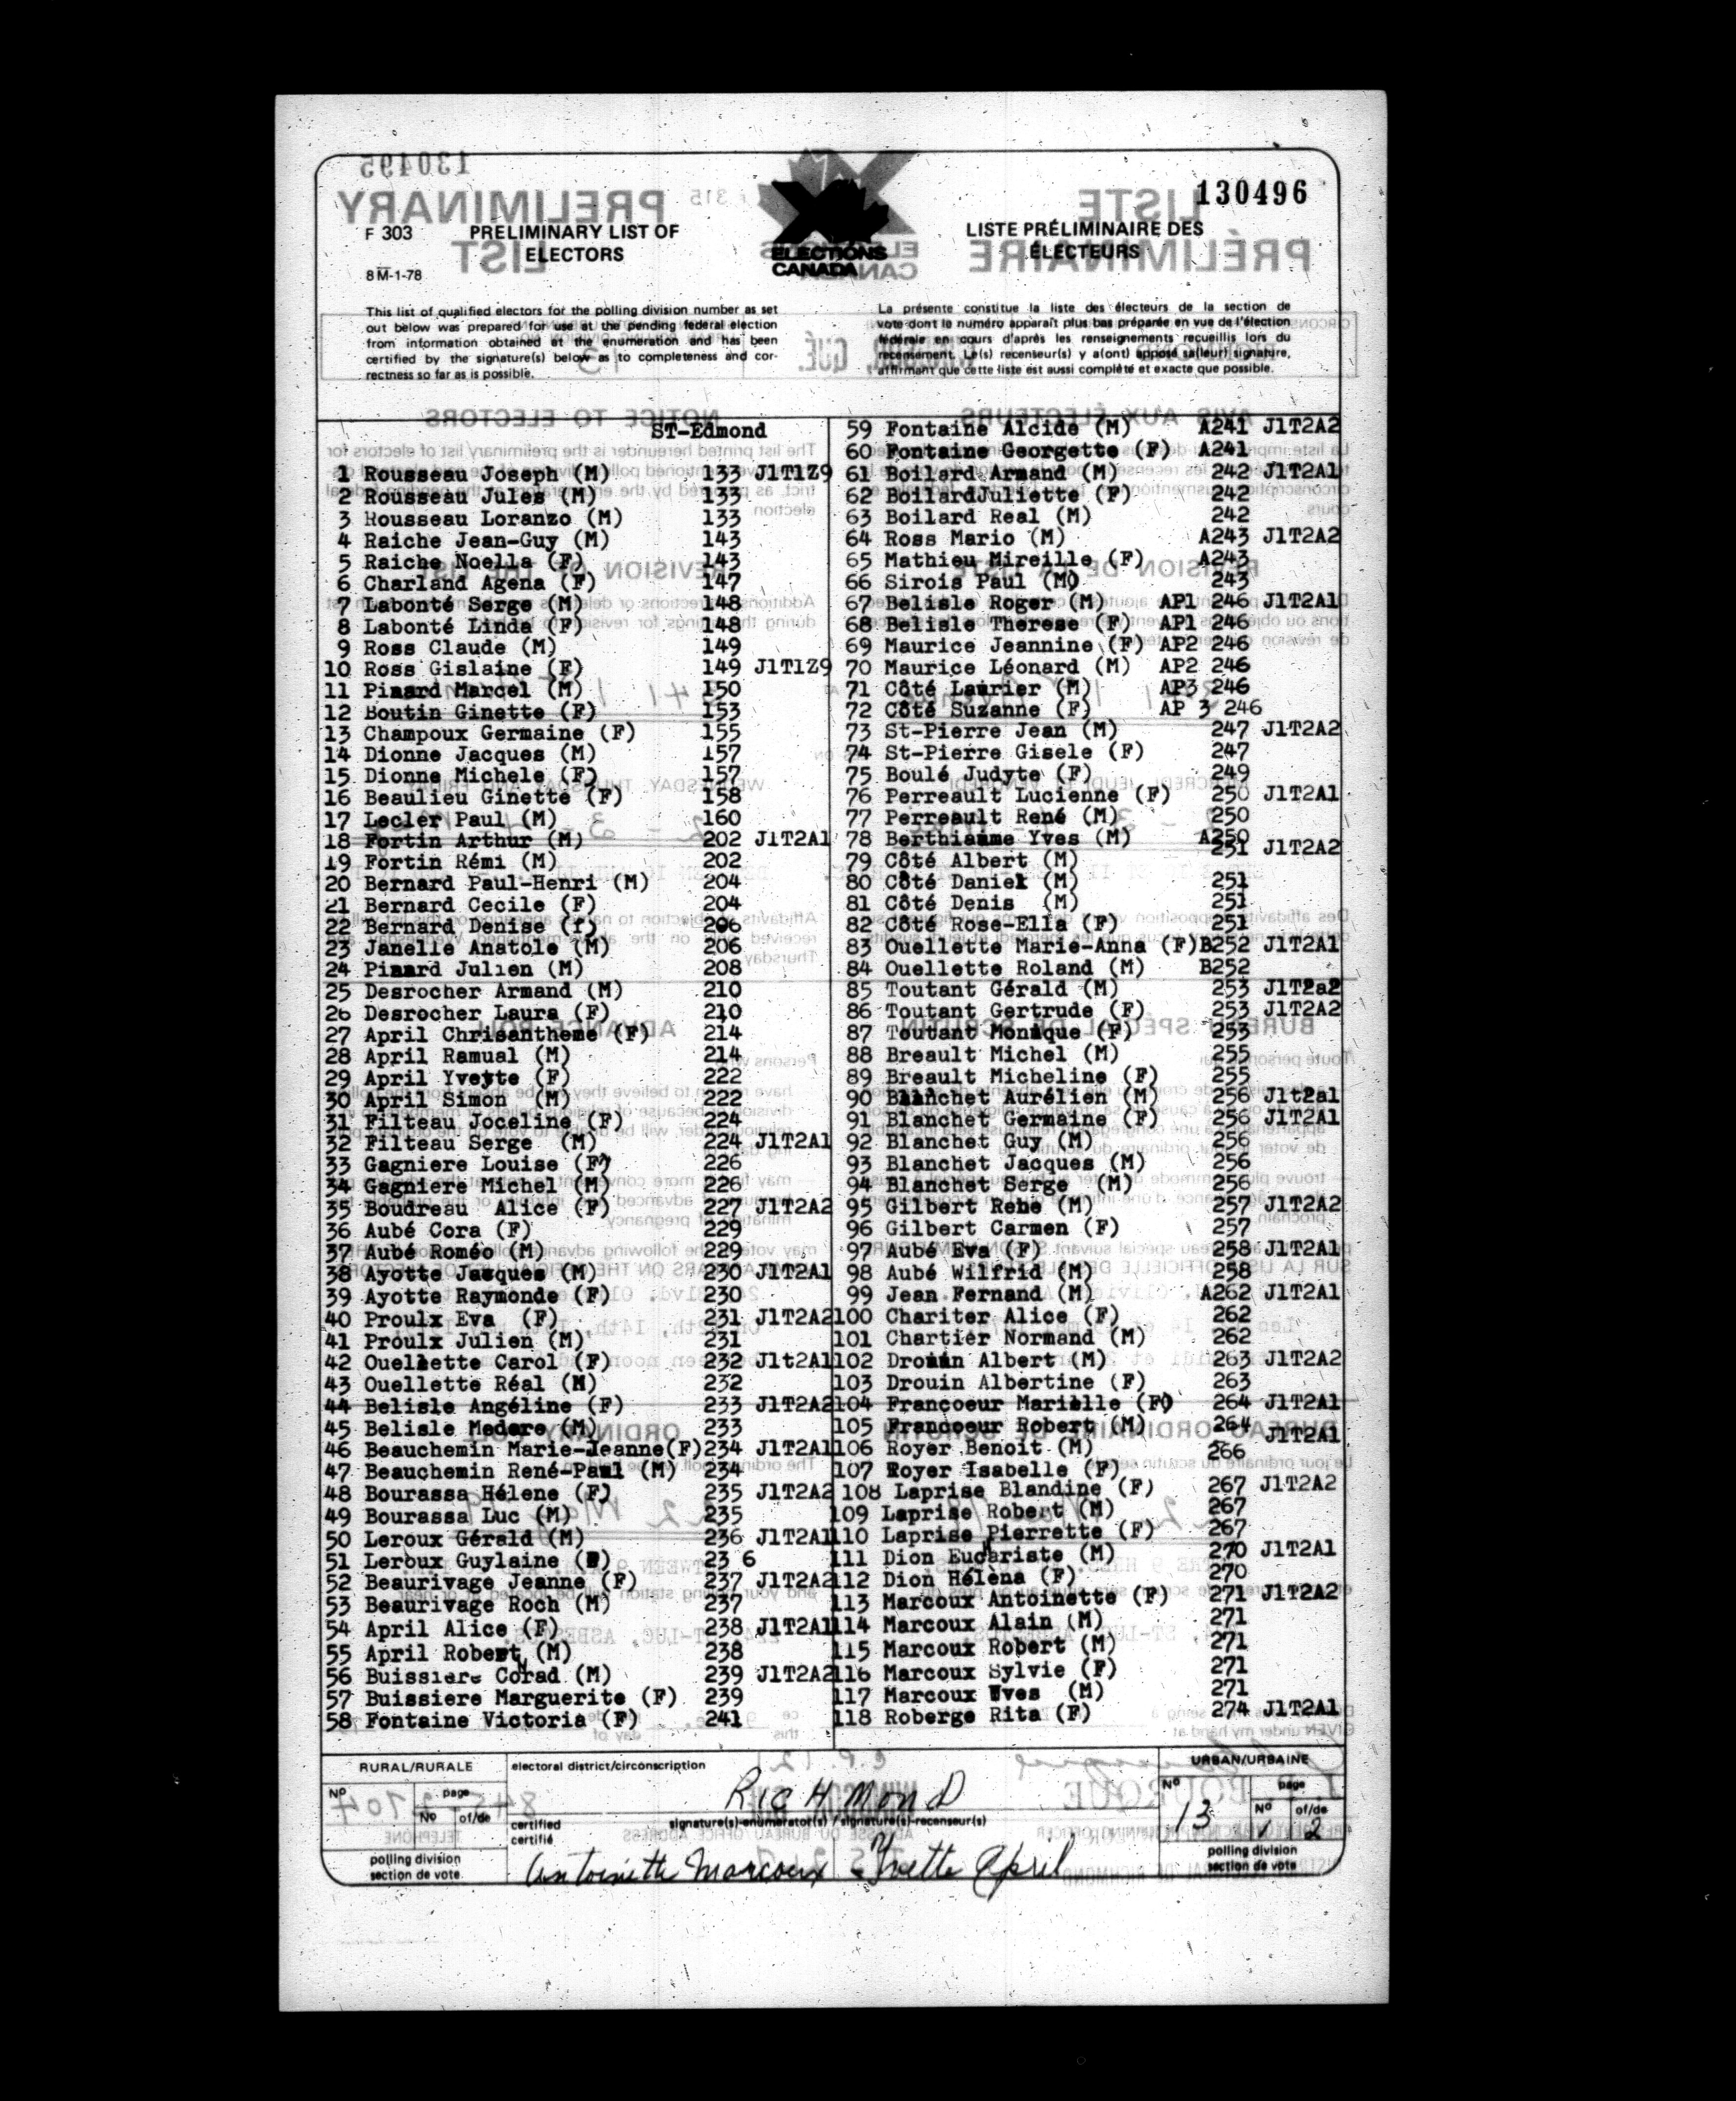 130496
F 303
PRELIMINARY LIST OF
ELECTORS
8 M-1-78
ELECTIONS
CANADA
LISTE PRÉLIMINAIRE DES
ÉLECTEURS
This list of qualified electors for the polling division number as set
out below was prepared for use at the pending federal election
from information obtained at the enumeration and has been
certified by the signature(s) below as to completeness and cor-
rectness so far as is possible.
La présente constitue la liste des électeurs de la section de
vote dont le numéro apparaît plus bas préparée en vue de l'élection
fédérale en cours d'après les renseignements recueillis lors du
recensement. Le(s) recenseur(s) y a(ont) apposé sa(leur) signature,
affirmant que cette liste est aussi complète et exacte que possible.
ST-Edmond
1 Rousseau Joseph (M) 133 J1T1Z9
2 Rousseau Jules (M) 133
3 Rousseau Loranzo (M) 133
4 Raiche Jean-Guy (M) 143
5 Raiche Noella (F) 143
6 Charland Agena (F) 147
7 Labonté Serge (M) 148
8 Labonté Linda (F) 148
9 Ross Claude (M) 149
10 Ross Gislaine (F) 149 J1T1Z9
11 Pinard Marcel (M) 150
12 Boutin Ginette (F) 153
13 Champoux Germaine (F) 155
14 Dionne Jacques (M) 157
15 Dionne Michele (F) 157
16 Beaulieu Ginette (F) 158
17 Lecler Paul (M) 160
18 Fortin Arthur (M) 202 J1T2A1
19 Fortin Rémi (M) 202
20 Bernard Paul-Henri (M) 204
21 Bernard Cecile (F) 204
22 Bernard Denise (f) 206
23 Janelle Anatole (M) 206
24 Pinard Julien (M) 208
25 Desrocher Armand (M) 210
26 Desrocher Laura (F) 210
27 April Chrisantheme (F) 214
28 April Ramual (M) 214
29 April Yvette (F) 222
30 April Simon (M) 222
31 Filteau Joceline (F) 224
32 Filteau Serge (M) 224 J1T2A1
33 Gagniere Louise (F) 226
34 Gagniere Michel (M) 226
35 Boudreau Alice (F) 227 J1T2A2
36 Aubé Cora (F) 229
37 Aubé Roméo (M) 229
38 Ayotte Jacques (M) 230 J1T2A1
39 Ayotte Raymonde (F) 230
40 Proulx Eva (F) 231 J1T2A2
41 Proulx Julien (M) 231
42 Ouellette Carol (F) 232 J1t2A1
43 Ouellette Réal (M) 232
44 Belisle Angéline (F) 233 J1T2A2
45 Belisle Medere (M) 233
46 Beauchemin Marie-Jeanne(F)234 J1T2A1
47 Beauchemin René-Paul (M) 234
48 Bourassa Hélene (F) 235 J1T2A2
49 Bourassa Luc (M) 235
50 Leroux Gérald (M) 236 J1T2A1
51 Leroux Guylaine (F) 23 6
52 Beaurivage Jeanne (F) 237 J1T2A2
53 Beaurivage Roch (M) 237
54 April Alice (F) 238 J1T2A1
55 April Robert (M) 238
56 Buissiere Corad (M) 239 J1T2A2
57 Buissiere Marguerite (F) 239
58 Fontaine Victoria (F) 241
59 Fontaine Alcide (M) A241 J1T2A2
60 Fontaine Georgette (F) A241
61 Boilard Armand (M) 242 J1T2A1
62 BoilardJuliette (F) 242
63 Boilard Real (M) 242
64 Ross Mario (M) A243 J1T2A2
65 Mathieu Mireille (F) A243
66 Sirois Paul (M) 243
67 Belisle Roger (M) AP1 246 J1T2A1
68 Belisle Therese (F) AP1 246
69 Maurice Jeannine (F) AP2 246
70 Maurice Léonard (M) AP2 246
71 Côté Laurier (M) AP3 246
72 Côté Suzanne (F) AP 3 246
73 St-Pierre Jean (M) 247 J1T2A2
74 St-Pierre Gisele (F) 247
75 Boulé Judyte (F) 249
76 Perreault Lucienne (F) 250 J1T2A1
77 Perreault René (M) 250
78 Berthiaume Yves (M) A250
79 Côté Albert (M) 251 J1T2A2
80 Côté Daniel (M) 251
81 Côté Denis (M) 251
82 Côté Rose-Ella (F) 251
83 Ouellette Marie-Anna (F)B252 J1T2A1
84 Ouellette Roland (M) B252
85 Toutant Gérald (M) 253 J1T2a2
86 Toutant Gertrude (F) 253 J1T2A2
87 Toutant Monique (F) 253
88 Breault Michel (M) 255
89 Breault Micheline (F) 255
90 Blanchet Aurélien (M) 256 J1t2a1
91 Blanchet Germaine (F) 256 J1T2A1
92 Blanchet Guy (M) 256
93 Blanchet Jacques (M) 256
94 Blanchet Serge (M) 256
95 Gilbert René (M) 257 J1T2A2
96 Gilbert Carmen (F) 257
97 Aubé Eva (F) 258 J1T2A1
98 Aubé Wilfrid (M) 258
99 Jean Fernand (M) A262 J1T2A1
100 Chariter Alice (F) 262
101 Chartier Normand (M) 262
102 Drouin Albert (M) 263 J1T2A2
103 Drouin Albertine (F) 263
104 Francoeur Marielle (F) 264 J1T2A1
105 Francoeur Robert (M) 264
106 Royer Benoit (M) 266 J1T2A1
107 Royer Isabelle (F)
108 Laprise Blandine (F) 267 J1T2A2
109 Laprise Robert (M) 267
110 Laprise Pierrette (F) 267
111 Dion Euchariste (M) 270 J1T2A1
112 Dion Hélèna (F) 270
113 Marcoux Antoinette (F) 271 J1T2A2
114 Marcoux Alain (M) 271
115 Marcoux Robert (M) 271
116 Marcoux Sylvie (F) 271
117 Marcoux Yves (M) 271
118 Roberge Rita (F) 274 J1T2A1
RURAL/RURALE
Nº page
Nº of/de
polling division
section de vote
electoral district/circonscription
RICHMOND
signature(s)-enumerator(s) / signature(s)-recenseur(s)
certified
certifié
Antoinette Marcoux - Yvette April
URBAN/URBAINE
Nº page
13 Nº of/de
1 2
polling division
section de vote